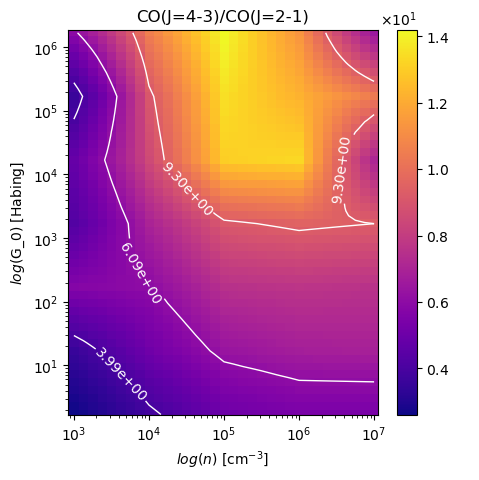 CO(J=4-3)/CO(J=2-1)
×10¹
log(G_0) [Habing]
10⁶
10⁵
10⁴
10³
10²
10¹
9.30e+00
9.30e+00
6.09e+00
3.99e+00
1.4
1.2
1.0
0.8
0.6
0.4
10³
10⁴
10⁵
10⁶
10⁷
log(n) [cm⁻³]